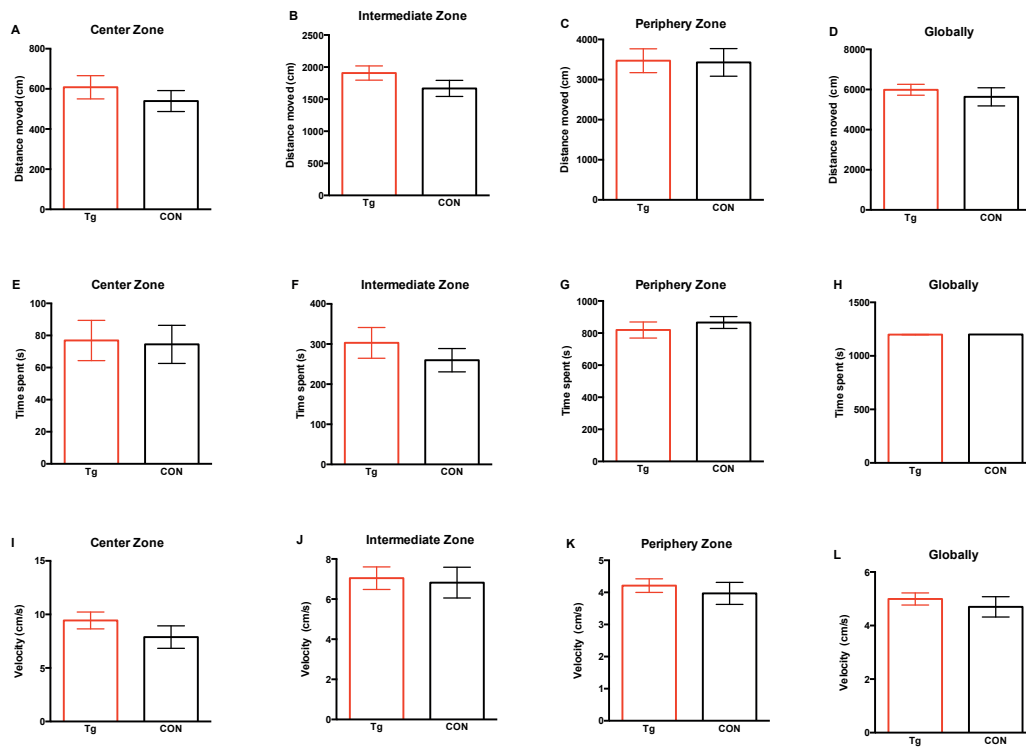 A
Center Zone
Distance moved (cm)
800
600
400
200
0
Tg
CON
B
Intermediate Zone
Distance moved (cm)
2500
2000
1500
1000
500
0
Tg
CON
C
Periphery Zone
Distance moved (cm)
4000
3000
2000
1000
0
Tg
CON
D
Globally
Distance moved (cm)
8000
6000
4000
2000
0
Tg
CON
E
Center Zone
Time spent (s)
100
80
60
40
20
0
Tg
CON
F
Intermediate Zone
Time spent (s)
400
300
200
100
0
Tg
CON
G
Periphery Zone
Time spent (s)
1000
800
600
400
200
0
Tg
CON
H
Globally
Time spent (s)
1500
1000
500
0
Tg
CON
I
Center Zone
Velocity (cm/s)
15
10
5
0
Tg
CON
J
Intermediate Zone
Velocity (cm/s)
8
6
4
2
0
Tg
CON
K
Periphery Zone
Velocity (cm/s)
5
4
3
2
1
0
Tg
CON
L
Globally
Velocity (cm/s)
6
4
2
0
Tg
CON